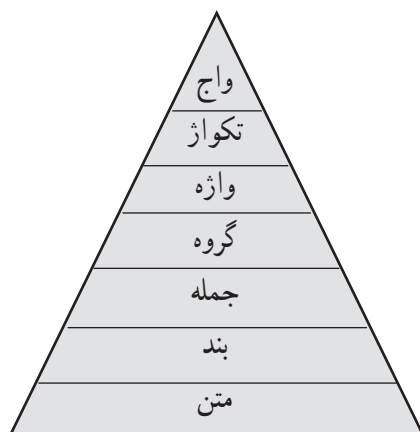 واج
تکواژ
واژه
گروه
جمله
بند
متن